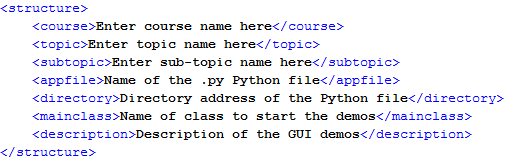 <structure>
<course>Enter course name here</course>
<topic>Enter topic name here</topic>
<subtopic>Enter sub-topic name here</subtopic>
<appfile>Name of the .py Python file</appfile>
<directory>Directory address of the Python file</directory>
<mainclass>Name of class to start the demos</mainclass>
<description>Description of the GUI demos</description>
</structure>